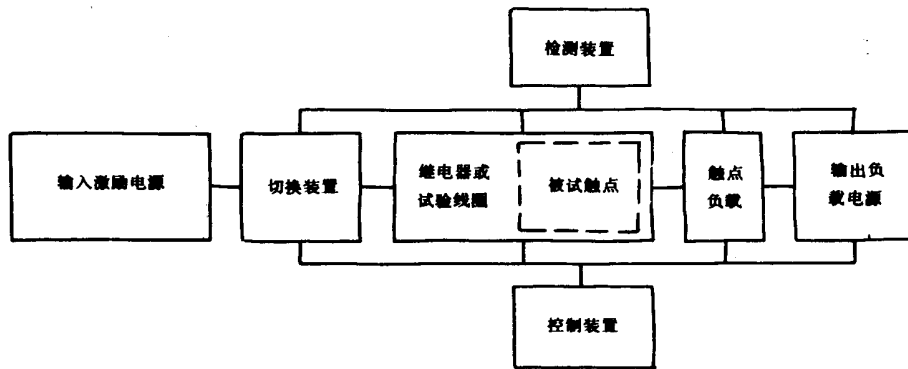 检测装置
输入激励电源
切换装置
继电器或
试验线圈
被试触点
触点
负载
输出负
载电源
控制装置